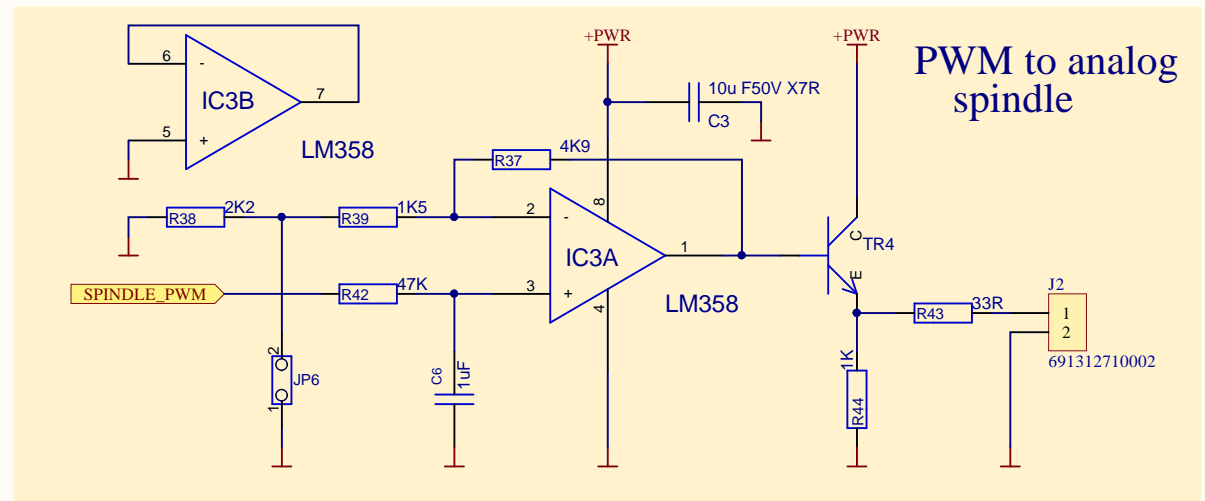 +PWR
+PWR
PWM to analog
spindle
6
-
IC3B
7
5
+
LM358
10u F50V X7R
C3
R37
4K9
8
R38
2K2
R39
1K5
2
-
IC3A
1
C
TR4
E
SPINDLE_PWM
R42
47K
3
+
4
LM358
R43
33R
J2
1
2
691312710002
2
JP6
1
C6
1uF
1K
R44